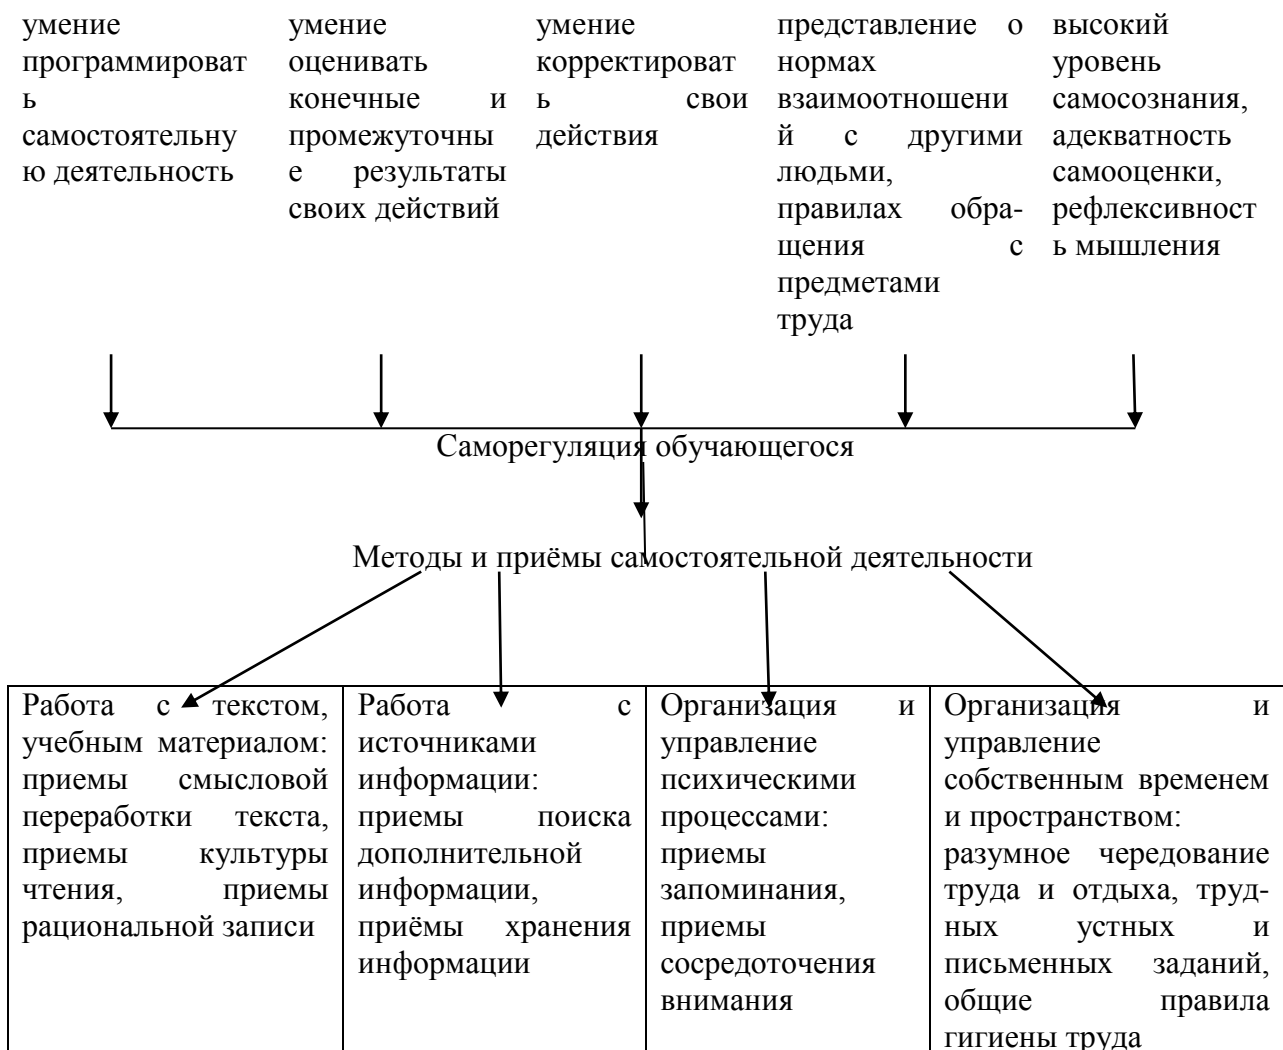 умение
программироват
ь
самостоятельну
ю деятельность
умение
оценивать
конечные и
промежуточны
е результаты
своих действий
умение
корректироват
ь свои
действия
представление о
нормах
взаимоотношени
й с другими
людьми,
правилах обра-
щения с
предметами
труда
высокий
уровень
самосознания,
адекватность
самооценки,
рефлексивност
ь мышления
Саморегуляция обучающегося
Методы и приёмы самостоятельной деятельности
Работа с текстом,
учебным материалом:
приемы смысловой
переработки текста,
приемы культуры
чтения, приемы
рациональной записи
Работа с
источниками
информации:
приемы поиска
дополнительной
информации,
приёмы хранения
информации
Организация и
управление
психическими
процессами:
приемы
запоминания,
приемы
сосредоточения
внимания
Организация и
управление
собственным временем
и пространством:
разумное чередование
труда и отдыха, труд-
ных устных и
письменных заданий,
общие правила
гигиены труда